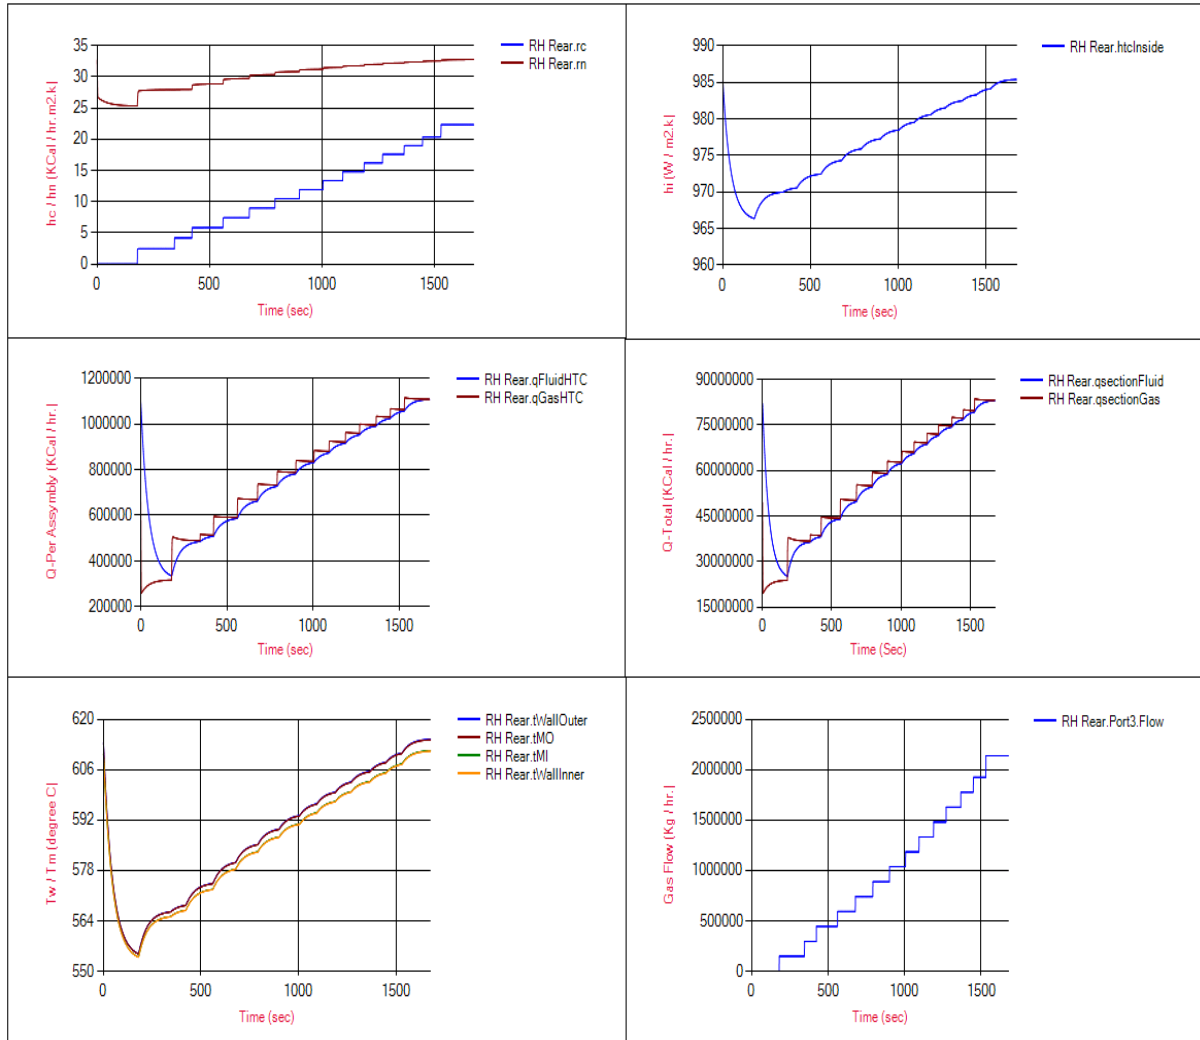 35
30
25
20
15
10
5
0
hc / hn (KCal / hr.m2.k)
0 500 1000 1500
Time (sec)
RH Rear.rc
RH Rear.rn
990
985
980
975
970
965
960
hi (W / m2.k)
0 500 1000 1500
Time (sec)
RH Rear.htcInside
1200000
1000000
800000
600000
400000
200000
Q-Per Assymbly (KCal / hr.)
0 500 1000 1500
Time (sec)
RH Rear.qFluidHTC
RH Rear.qGasHTC
90000000
75000000
60000000
45000000
30000000
15000000
Q-Total (KCal / hr.)
0 500 1000 1500
Time (Sec)
RH Rear.qsectionFluid
RH Rear.qsectionGas
620
606
592
578
564
550
Tw / Tm (degree C)
0 500 1000 1500
Time (sec)
RH Rear.tWallOuter
RH Rear.tMO
RH Rear.tMI
RH Rear.tWallInner
2500000
2000000
1500000
1000000
500000
0
Gas Flow (Kg / hr.)
0 500 1000 1500
Time (sec)
RH Rear.Port3.Flow